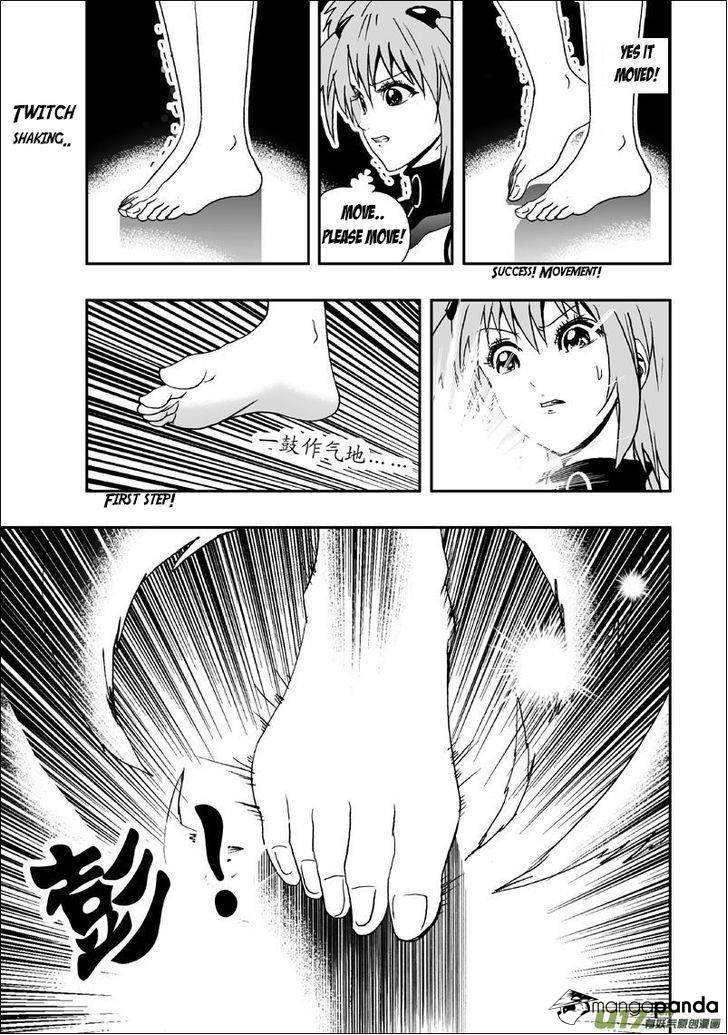 TWITCH
SHAKING..
MOVE..
PLEASE MOVE!
YES IT
MOVED!
SUCCESS! MOVEMENT!
一鼓作气地……
FIRST STEP!
彭!
mangapanda
U17
有妖气原创漫画